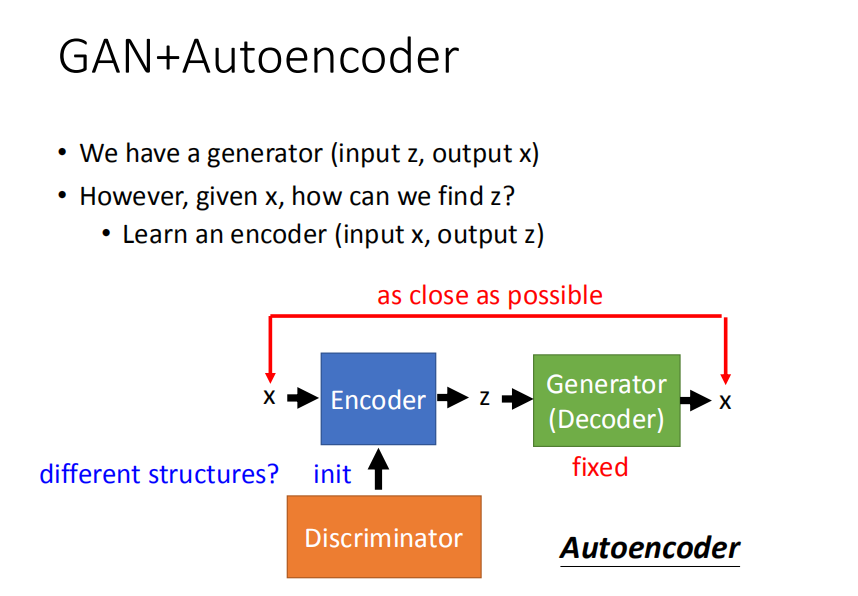 GAN+Autoencoder
• We have a generator (input z, output x)
• However, given x, how can we find z?
• Learn an encoder (input x, output z)
as close as possible
x
Encoder
z
Generator
(Decoder)
x
different structures?
init
fixed
Discriminator
Autoencoder